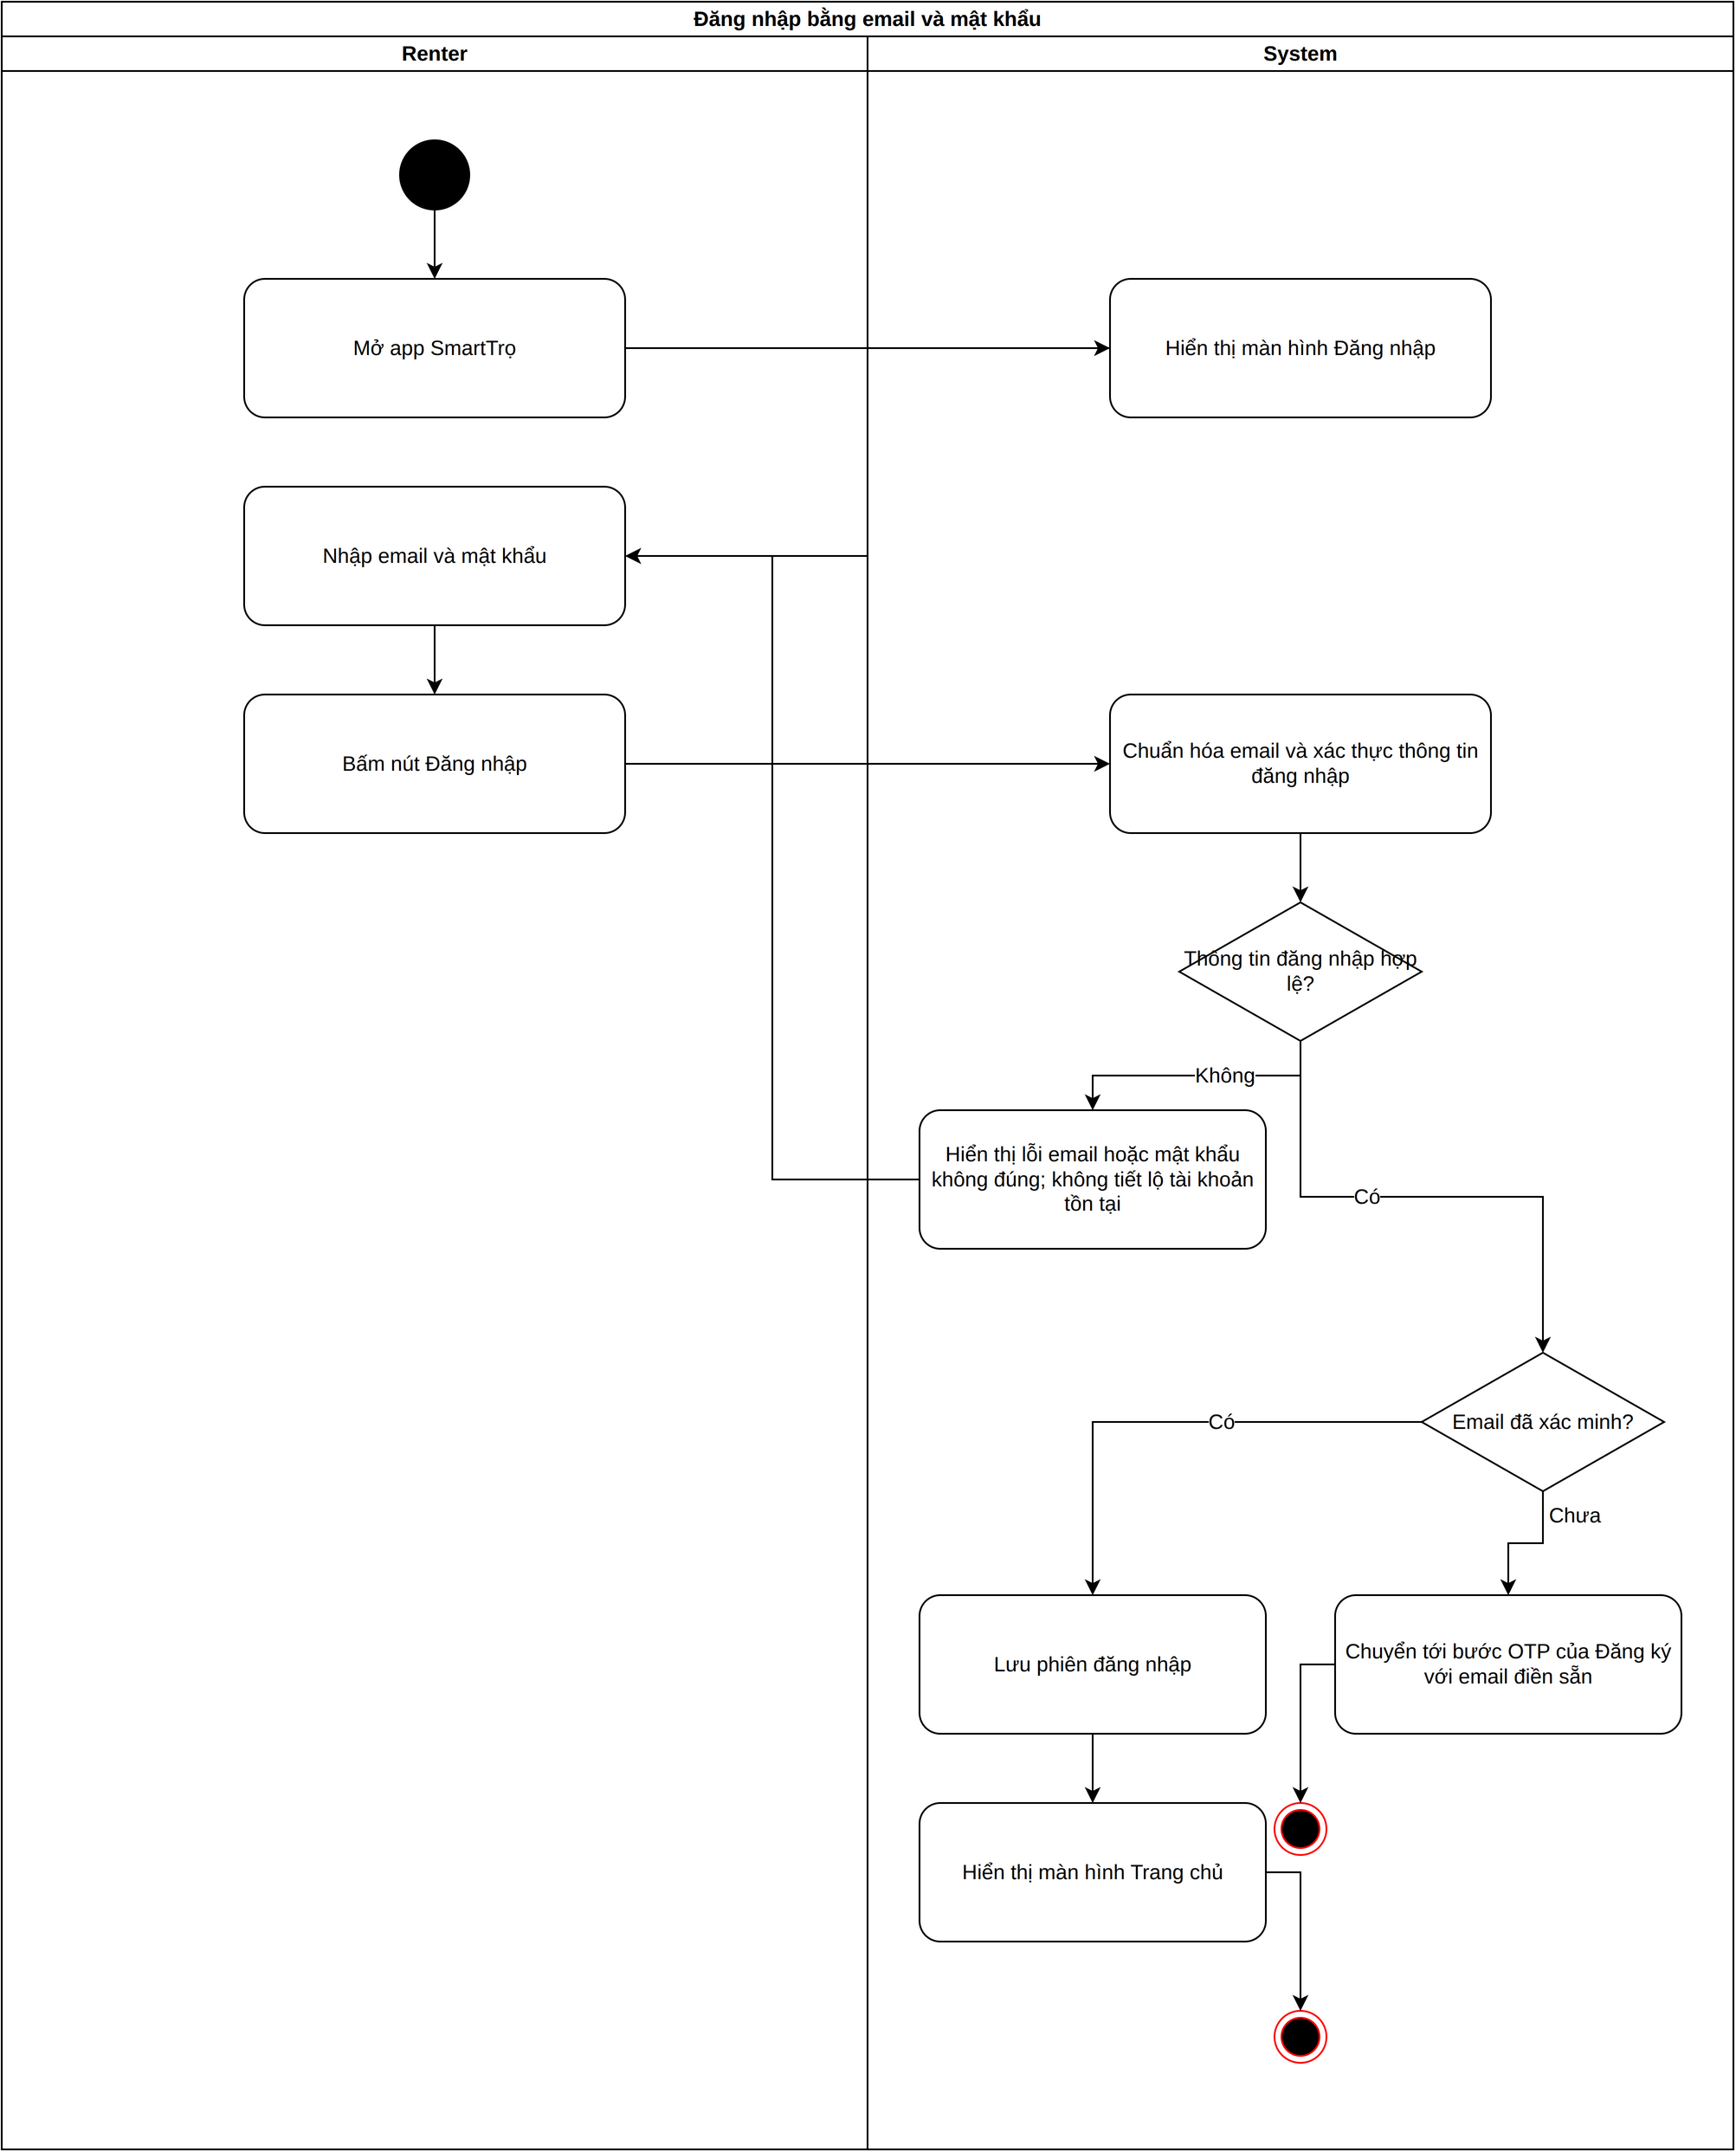 Đăng nhập bằng email và mật khẩu
Renter
System
Mở app SmartTrọ
Hiển thị màn hình Đăng nhập
Nhập email và mật khẩu
Bấm nút Đăng nhập
Chuẩn hóa email và xác thực thông tin
đăng nhập
Thông tin đăng nhập hợp
lệ?
Không
Hiển thị lỗi email hoặc mật khẩu
không đúng; không tiết lộ tài khoản
tồn tại
Có
Email đã xác minh?
Có
Chưa
Lưu phiên đăng nhập
Chuyển tới bước OTP của Đăng ký
với email điền sẵn
Hiển thị màn hình Trang chủ